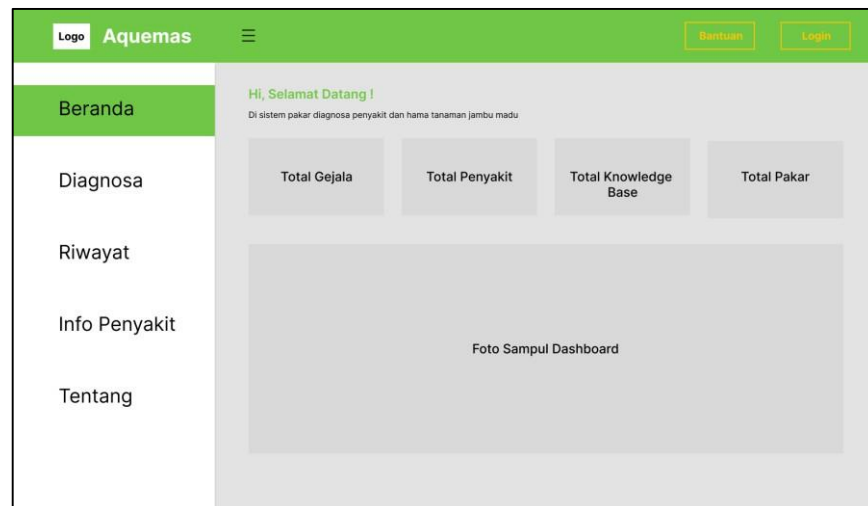 Logo Aquemas ☰ Bantuan Login
Beranda
Diagnosa
Riwayat
Info Penyakit
Tentang
Hi, Selamat Datang !
Di sistem pakar diagnosa penyakit dan hama tanaman jambu madu
Total Gejala
Total Penyakit
Total Knowledge
Base
Total Pakar
Foto Sampul Dashboard